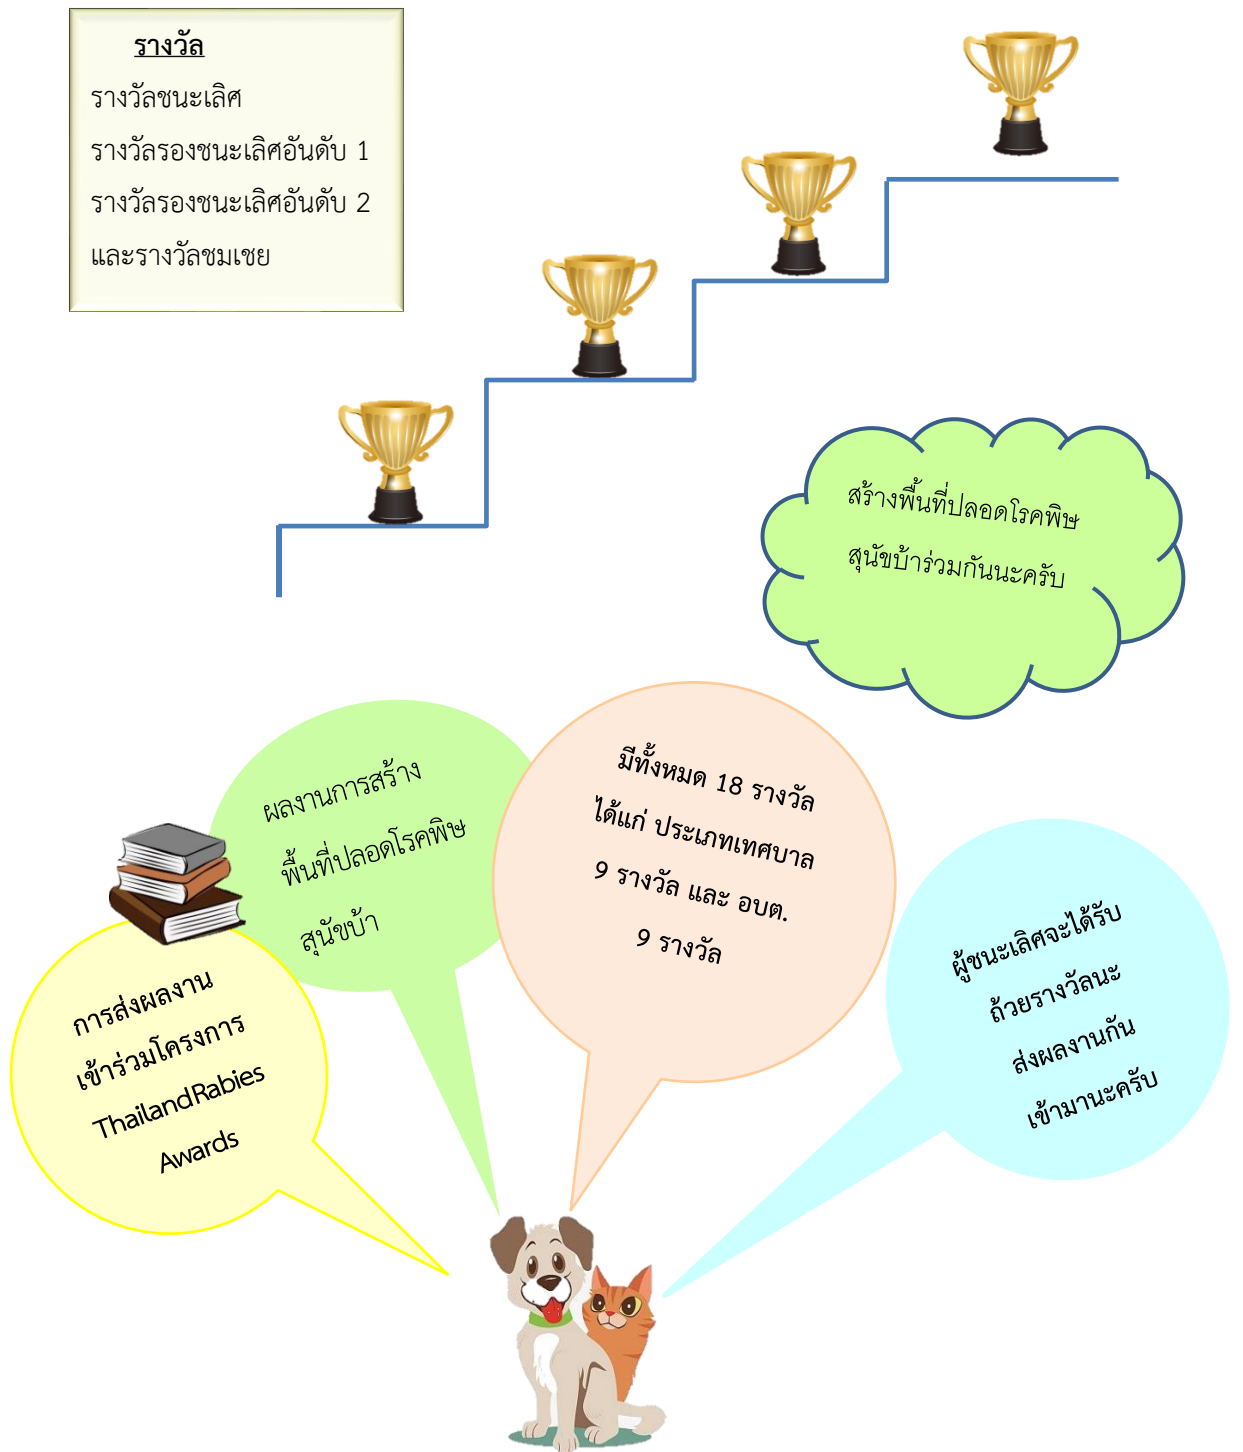 รางวัล
รางวัลชนะเลิศ
รางวัลรองชนะเลิศอันดับ 1
รางวัลรองชนะเลิศอันดับ 2
และรางวัลชมเชย
สร้างพื้นที่ปลอดโรคพิษ
สุนัขบ้าร่วมกันนะครับ
ผลงานการสร้าง
พื้นที่ปลอดโรคพิษ
สุนัขบ้า
มีทั้งหมด 18 รางวัล
ได้แก่ ประเภทเทศบาล
9 รางวัล และ อบต.
9 รางวัล
ผู้ชนะเลิศจะได้รับ
ถ้วยรางวัลนะ
ส่งผลงานกัน
เข้ามานะครับ
การส่งผลงาน
เข้าร่วมโครงการ
ThailandRabies
Awards